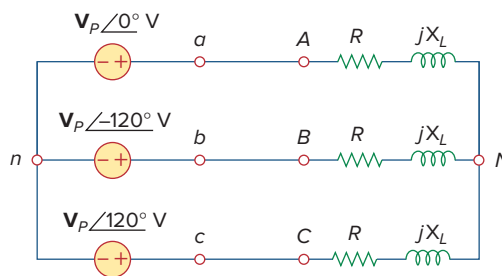 V_P∠0° V
a A R jX_L
− +
V_P∠−120° V
n b B R jX_L N
− +
V_P∠120° V
c C R jX_L
− +